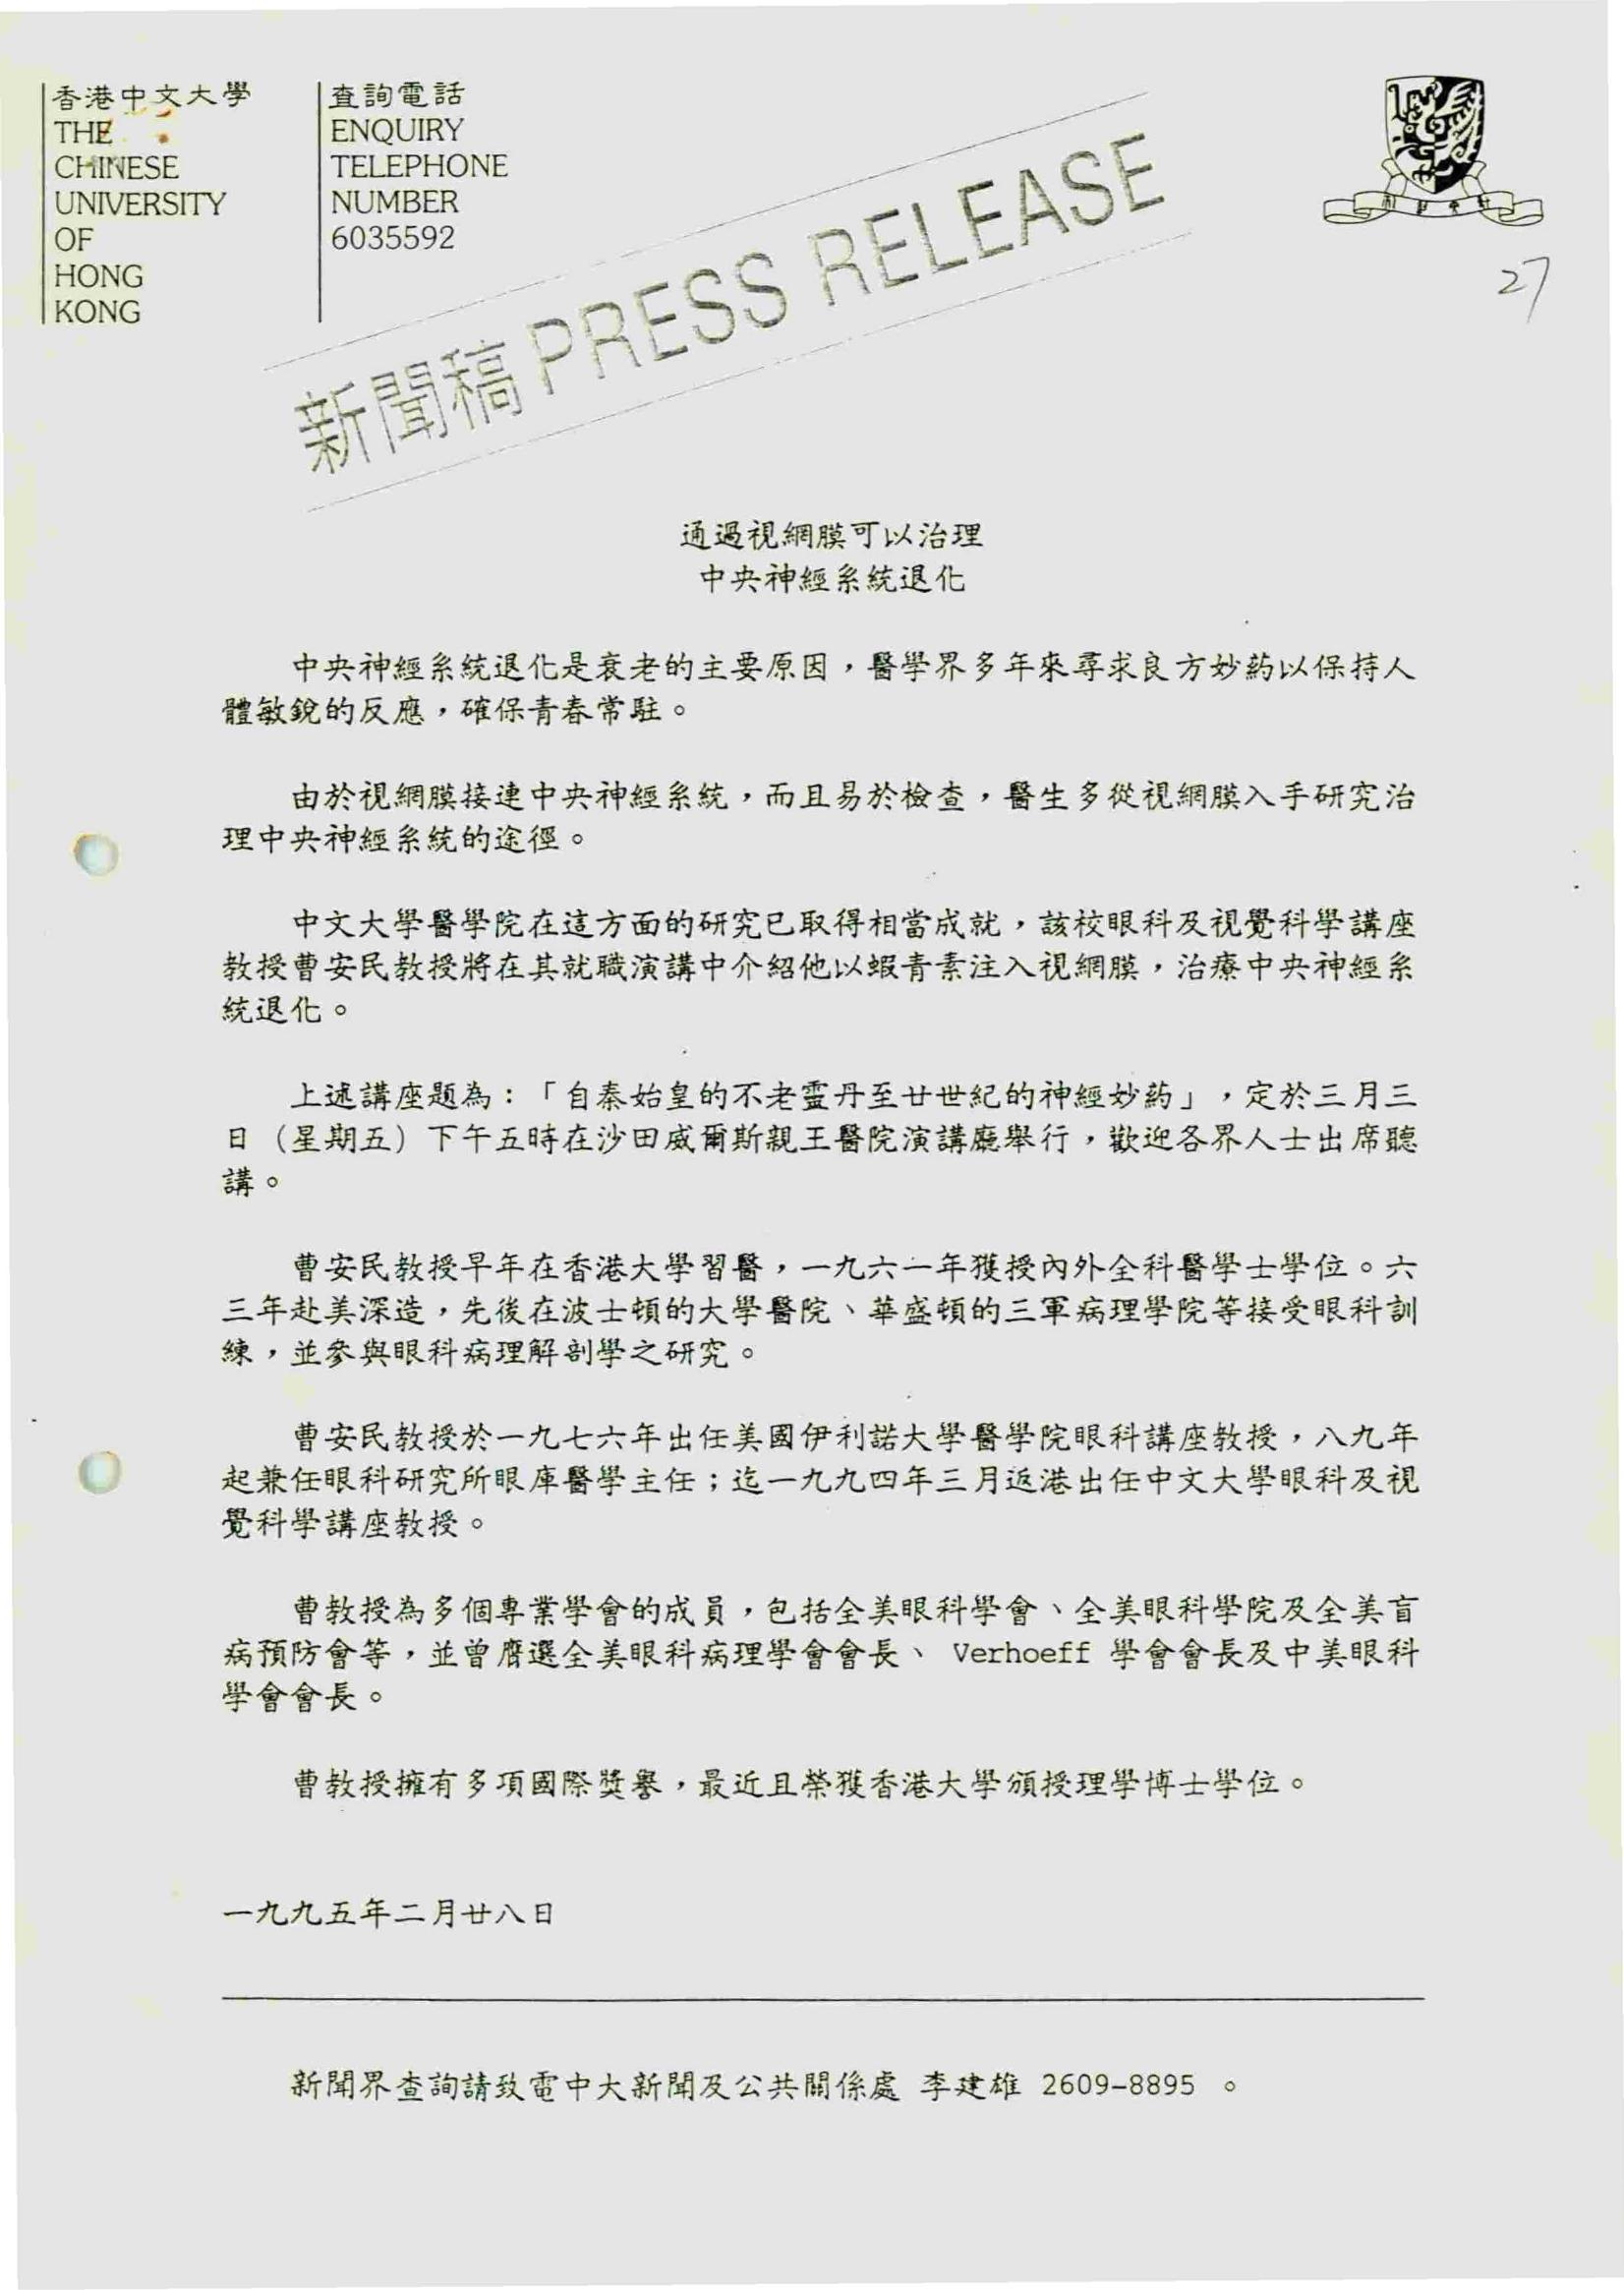 香港中文大學
THE
CHINESE
UNIVERSITY
OF
HONG
KONG
查詢電話
ENQUIRY
TELEPHONE
NUMBER
6035592
新聞稿 PRESS RELEASE
27
通過視網膜可以治理
中央神經系統退化
中央神經系統退化是衰老的主要原因，醫學界多年來尋求良方妙葯以保持人
體敏銳的反應，確保青春常駐。
由於視網膜接連中央神經系統，而且易於檢查，醫生多從視網膜入手研究治
理中央神經系統的途徑。
中文大學醫學院在這方面的研究已取得相當成就，該校眼科及視覺科學講座
教授曹安民教授將在其就職演講中介紹他以蝦青素注入視網膜，治療中央神經系
統退化。
上述講座題為：「自秦始皇的不老靈丹至廿世紀的神經妙葯」，定於三月三
日（星期五）下午五時在沙田威爾斯親王醫院演講廳舉行，歡迎各界人士出席聽
講。
曹安民教授早年在香港大學習醫，一九六一年獲授內外全科醫學士學位。六
三年赴美深造，先後在波士頓的大學醫院、華盛頓的三軍病理學院等接受眼科訓
練，並參與眼科病理解剖學之研究。
曹安民教授於一九七六年出任美國伊利諾大學醫學院眼科講座教授，八九年
起兼任眼科研究所眼庫醫學主任；迄一九九四年三月返港出任中文大學眼科及視
覺科學講座教授。
曹教授為多個專業學會的成員，包括全美眼科學會、全美眼科學院及全美盲
病預防會等，並曾膺選全美眼科病理學會會長、 Verhoeff 學會會長及中美眼科
學會會長。
曹教授擁有多項國際獎譽，最近且榮獲香港大學頒授理學博士學位。
一九九五年二月廿八日
新聞界查詢請致電中大新聞及公共關係處 李建雄 2609-8895 。